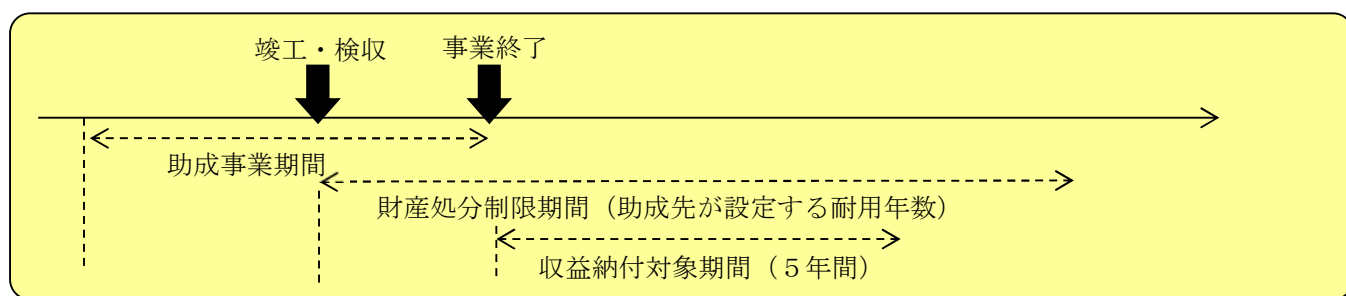 竣工・検収
事業終了
助成事業期間
財産処分制限期間（助成先が設定する耐用年数）
収益納付対象期間（５年間）